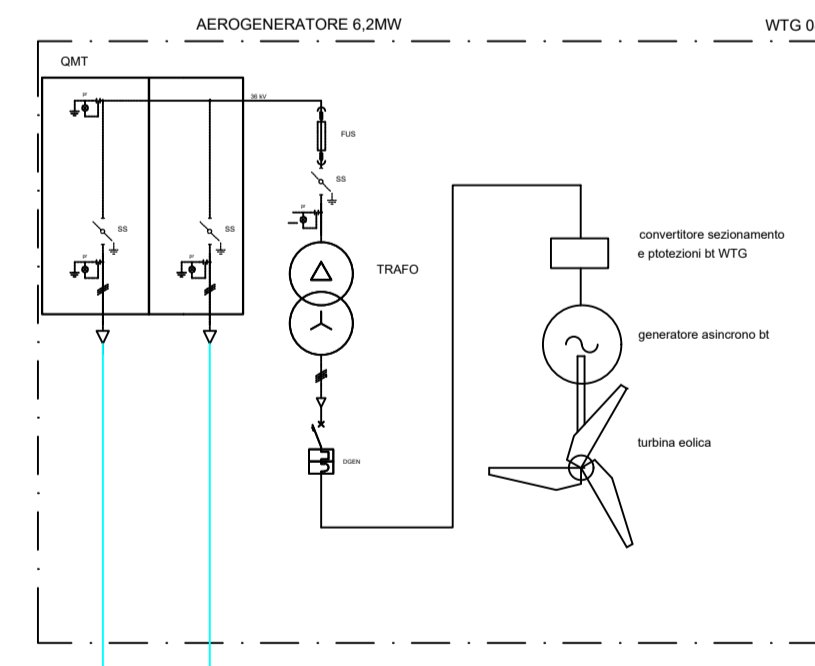 AEROGENERATORE 6,2MW
WTG 0
QMT
36 kV
FUS
SS
SS
SS
TRAFO
convertitore sezionamento
e ptotezioni bt WTG
generatore asincrono bt
turbina eolica
DGEN